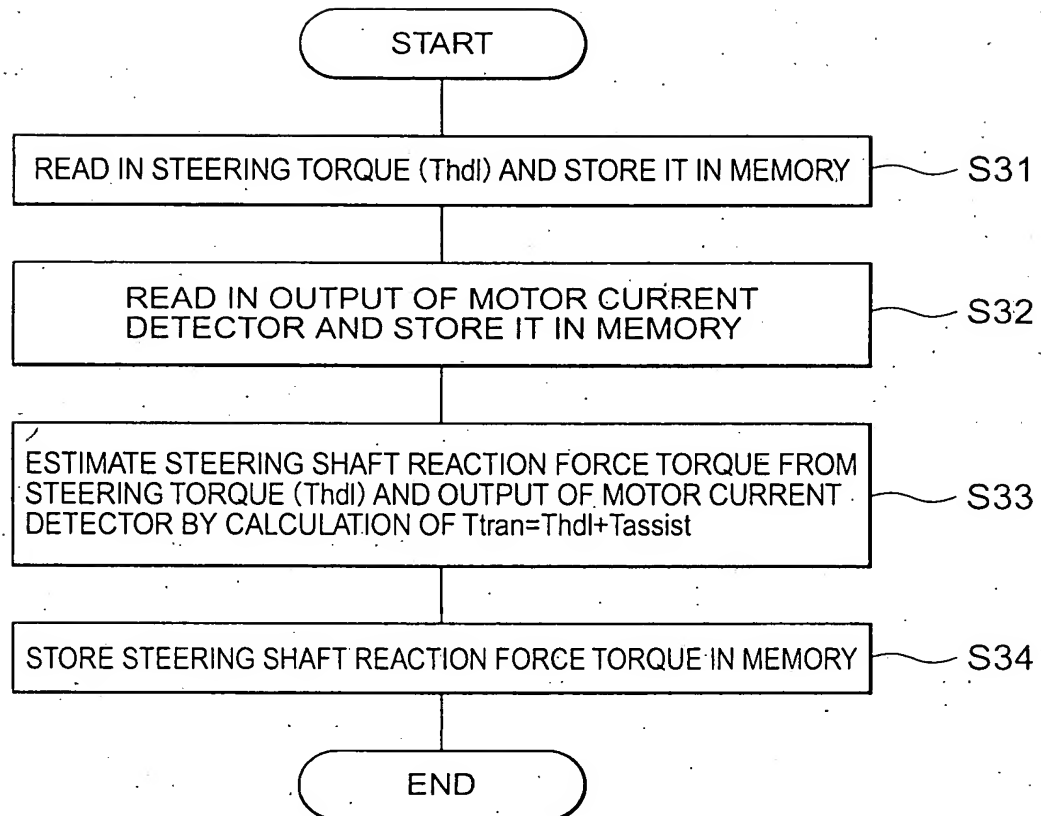 START
READ IN STEERING TORQUE (Thdl) AND STORE IT IN MEMORY
S31
READ IN OUTPUT OF MOTOR CURRENT
DETECTOR AND STORE IT IN MEMORY
S32
ESTIMATE STEERING SHAFT REACTION FORCE TORQUE FROM
STEERING TORQUE (Thdl) AND OUTPUT OF MOTOR CURRENT
DETECTOR BY CALCULATION OF Ttran=Thdl+Tassist
S33
STORE STEERING SHAFT REACTION FORCE TORQUE IN MEMORY
S34
END